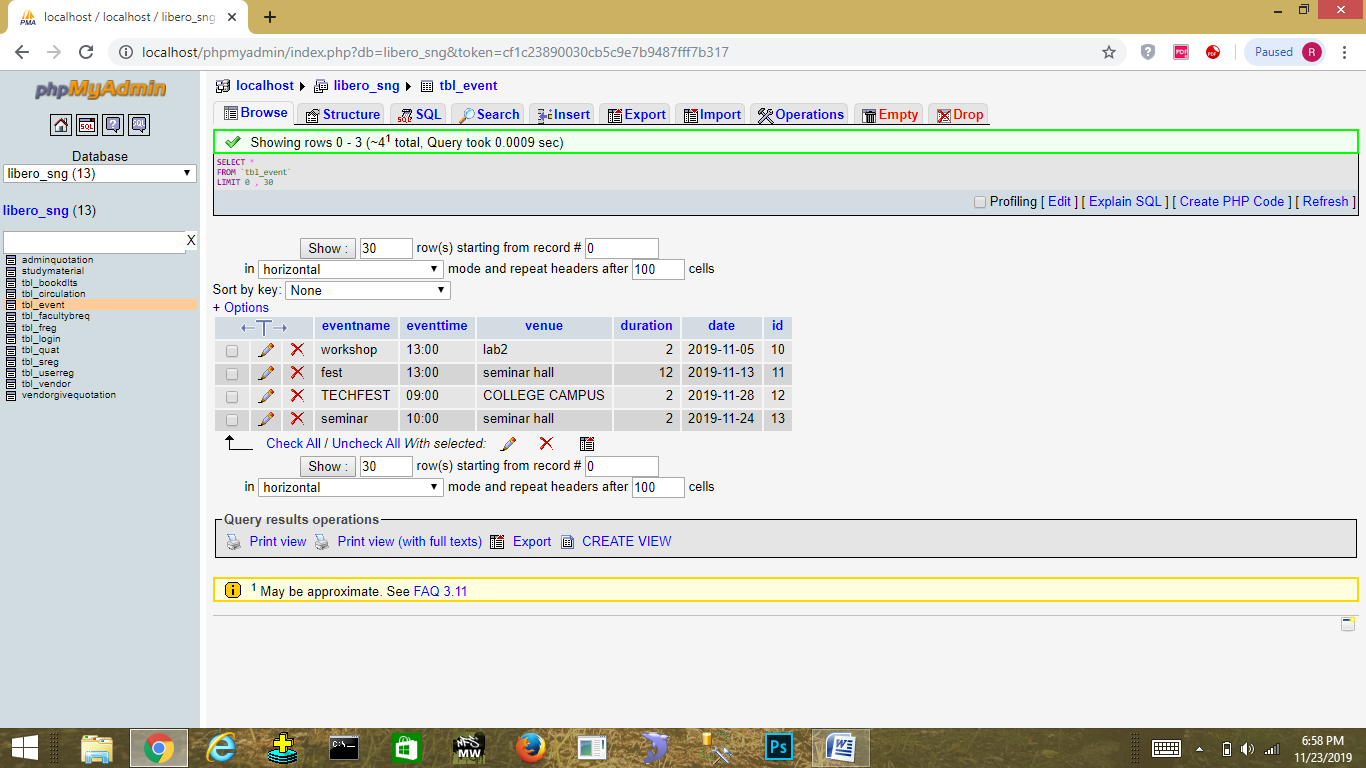 localhost / localhost / libero_sng
localhost/phpmyadmin/index.php?db=libero_sng&token=cf1c23890030cb5c9e7b9487fff7b317
Paused R
phpMyAdmin
Database
libero_sng (13)
libero_sng (13)
X
adminquotation
studymaterial
tbl_bookdlts
tbl_circulation
tbl_event
tbl_facultybreq
tbl_freg
tbl_login
tbl_quat
tbl_sreg
tbl_userreg
tbl_vendor
vendorgivequotation
localhost libero_sng tbl_event
Browse Structure SQL Search Insert Export Import Operations Empty Drop
Showing rows 0 - 3 (~4¹ total, Query took 0.0009 sec)
SELECT *
FROM `tbl_event`
LIMIT 0 , 30
Profiling [ Edit ] [ Explain SQL ] [ Create PHP Code ] [ Refresh ]
Show : 30 row(s) starting from record # 0
in horizontal mode and repeat headers after 100 cells
Sort by key: None
+ Options
eventname eventtime venue duration date id
workshop 13:00 lab2 2 2019-11-05 10
fest 13:00 seminar hall 12 2019-11-13 11
TECHFEST 09:00 COLLEGE CAMPUS 2 2019-11-28 12
seminar 10:00 seminar hall 2 2019-11-24 13
Check All / Uncheck All With selected:
Show : 30 row(s) starting from record # 0
in horizontal mode and repeat headers after 100 cells
Query results operations
Print view Print view (with full texts) Export CREATE VIEW
¹ May be approximate. See FAQ 3.11
6:58 PM
11/23/2019